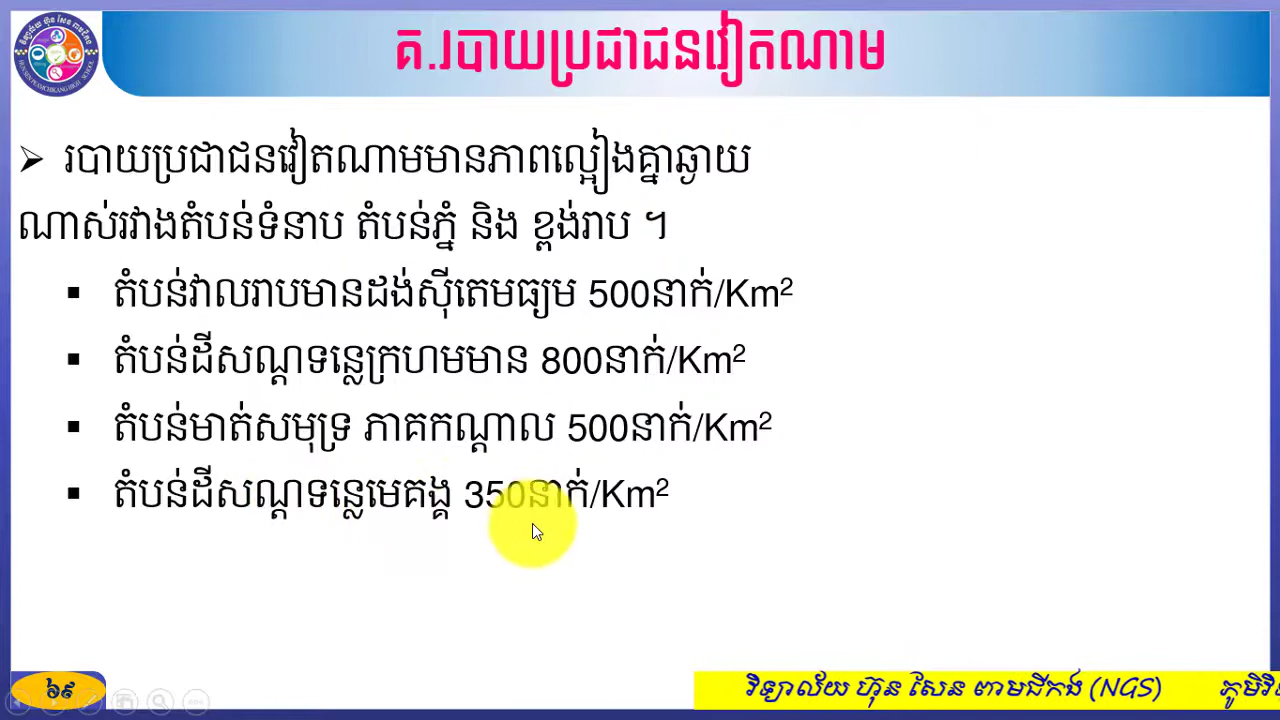 គ.របាយប្រជាជនវៀតណាម
➢ របាយប្រជាជនវៀតណាមមានភាពល្អៀងគ្នាឆ្ងាយ
ណាស់រវាងតំបន់ទំនាប តំបន់ភ្នំ និង ខ្ពង់រាប ។
▪ តំបន់វាលរាបមានដង់ស៊ីតេមធ្យម 500នាក់/Km²
▪ តំបន់ដីសណ្តទន្លេក្រហមមាន 800នាក់/Km²
▪ តំបន់មាត់សមុទ្រ ភាគកណ្តាល 500នាក់/Km²
▪ តំបន់ដីសណ្តទន្លេមេគង្គ 350នាក់/Km²
៦៩
វិទ្យាល័យ ហ៊ុន សែន ពាមជីកង (NGS) ភូមិវិ